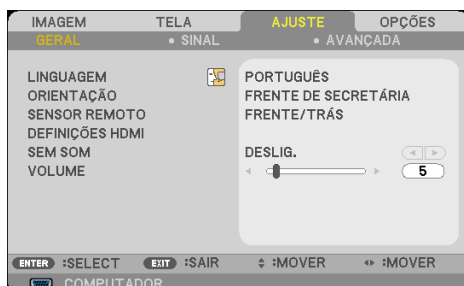 IMAGEM TELA AJUSTE OPÇÕES
GERAL • SINAL • AVANÇADA
LINGUAGEM PORTUGUÊS
ORIENTAÇÃO FRENTE DE SECRETÁRIA
SENSOR REMOTO FRENTE/TRÁS
DEFINIÇÕES HDMI
SEM SOM DESLIG.
VOLUME 5
ENTER :SELECT EXIT :SAIR :MOVER :MOVER
COMPUTADOR